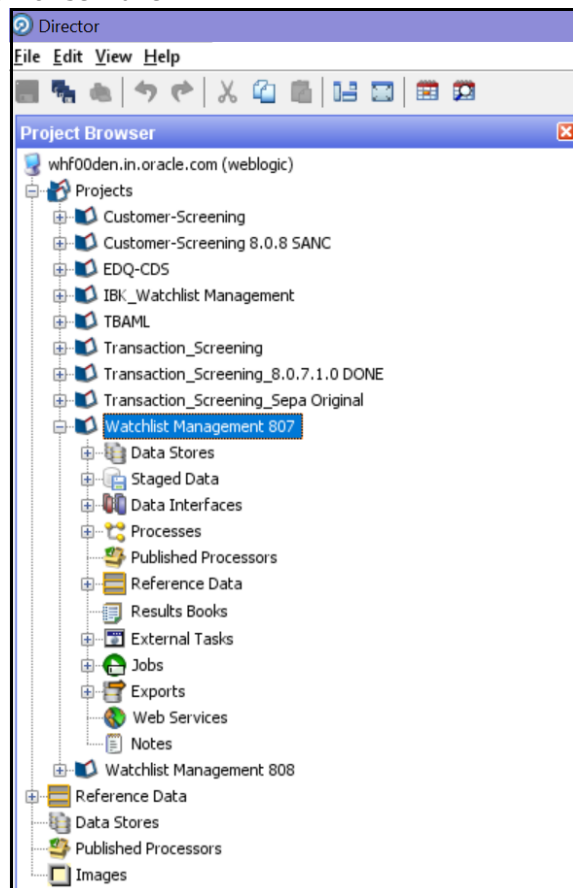 Director
File Edit View Help
Project Browser
whf00den.in.oracle.com (weblogic)
Projects
Customer-Screening
Customer-Screening 8.0.8 SANC
EDQ-CDS
IBK_Watchlist Management
TBAML
Transaction_Screening
Transaction_Screening_8.0.7.1.0 DONE
Transaction_Screening_Sepa Original
Watchlist Management 807
Data Stores
Staged Data
Data Interfaces
Processes
Published Processors
Reference Data
Results Books
External Tasks
Jobs
Exports
Web Services
Notes
Watchlist Management 808
Reference Data
Data Stores
Published Processors
Images